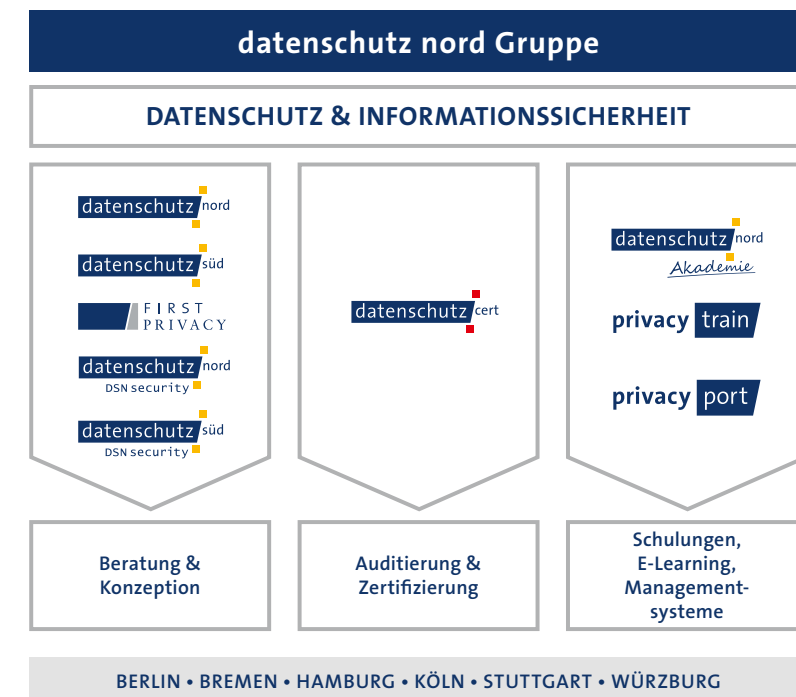 datenschutz nord Gruppe
DATENSCHUTZ & INFORMATIONSSICHERHEIT
datenschutz nord
datenschutz süd
FIRST
PRIVACY
datenschutz nord
DSN security
datenschutz süd
DSN security
Beratung &
Konzeption
datenschutz cert
Auditierung &
Zertifizierung
datenschutz nord
Akademie
privacy train
privacy port
Schulungen,
E-Learning,
Management-
systeme
BERLIN • BREMEN • HAMBURG • KÖLN • STUTTGART • WÜRZBURG